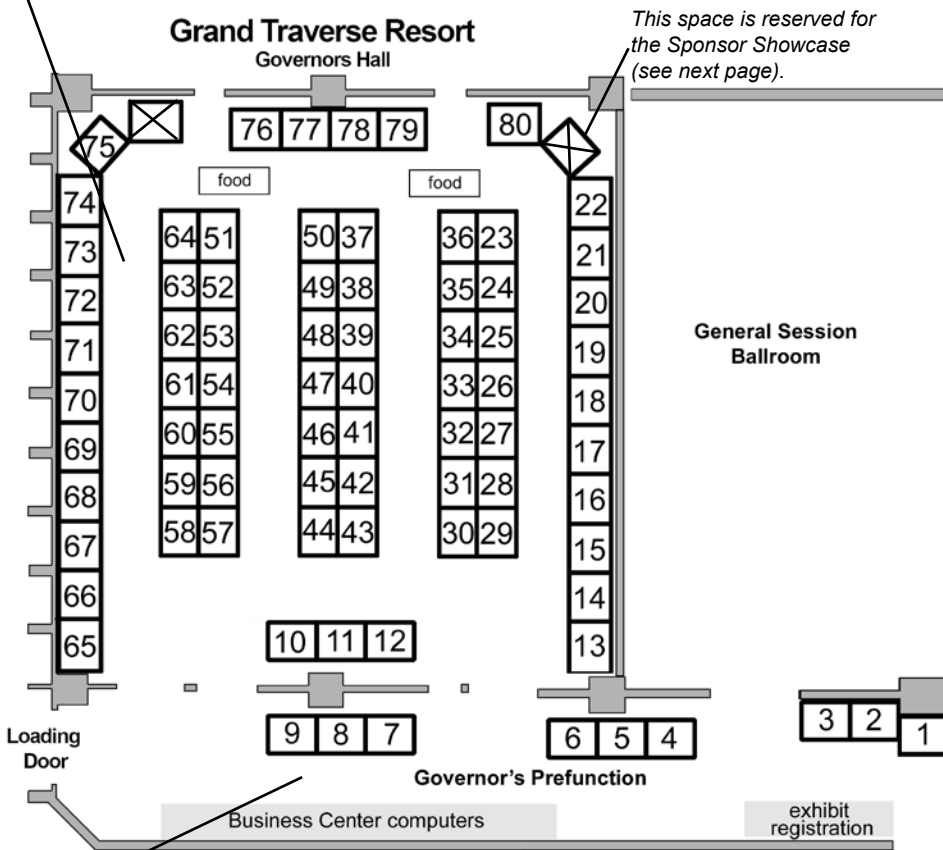 Grand Traverse Resort
Governors Hall
This space is reserved for
the Sponsor Showcase
(see next page).
76 77 78 79
80
75
food
food
74
73
72
71
70
69
68
67
66
65
64 51
63 52
62 53
61 54
60 55
59 56
58 57
50 37
49 38
48 39
47 40
46 41
45 42
44 43
36 23
35 24
34 25
33 26
32 27
31 28
30 29
22
21
20
19
18
17
16
15
14
13
General Session
Ballroom
10 11 12
9 8 7
6 5 4
3 2 1
Loading
Door
Governor's Prefunction
Business Center computers
exhibit
registration